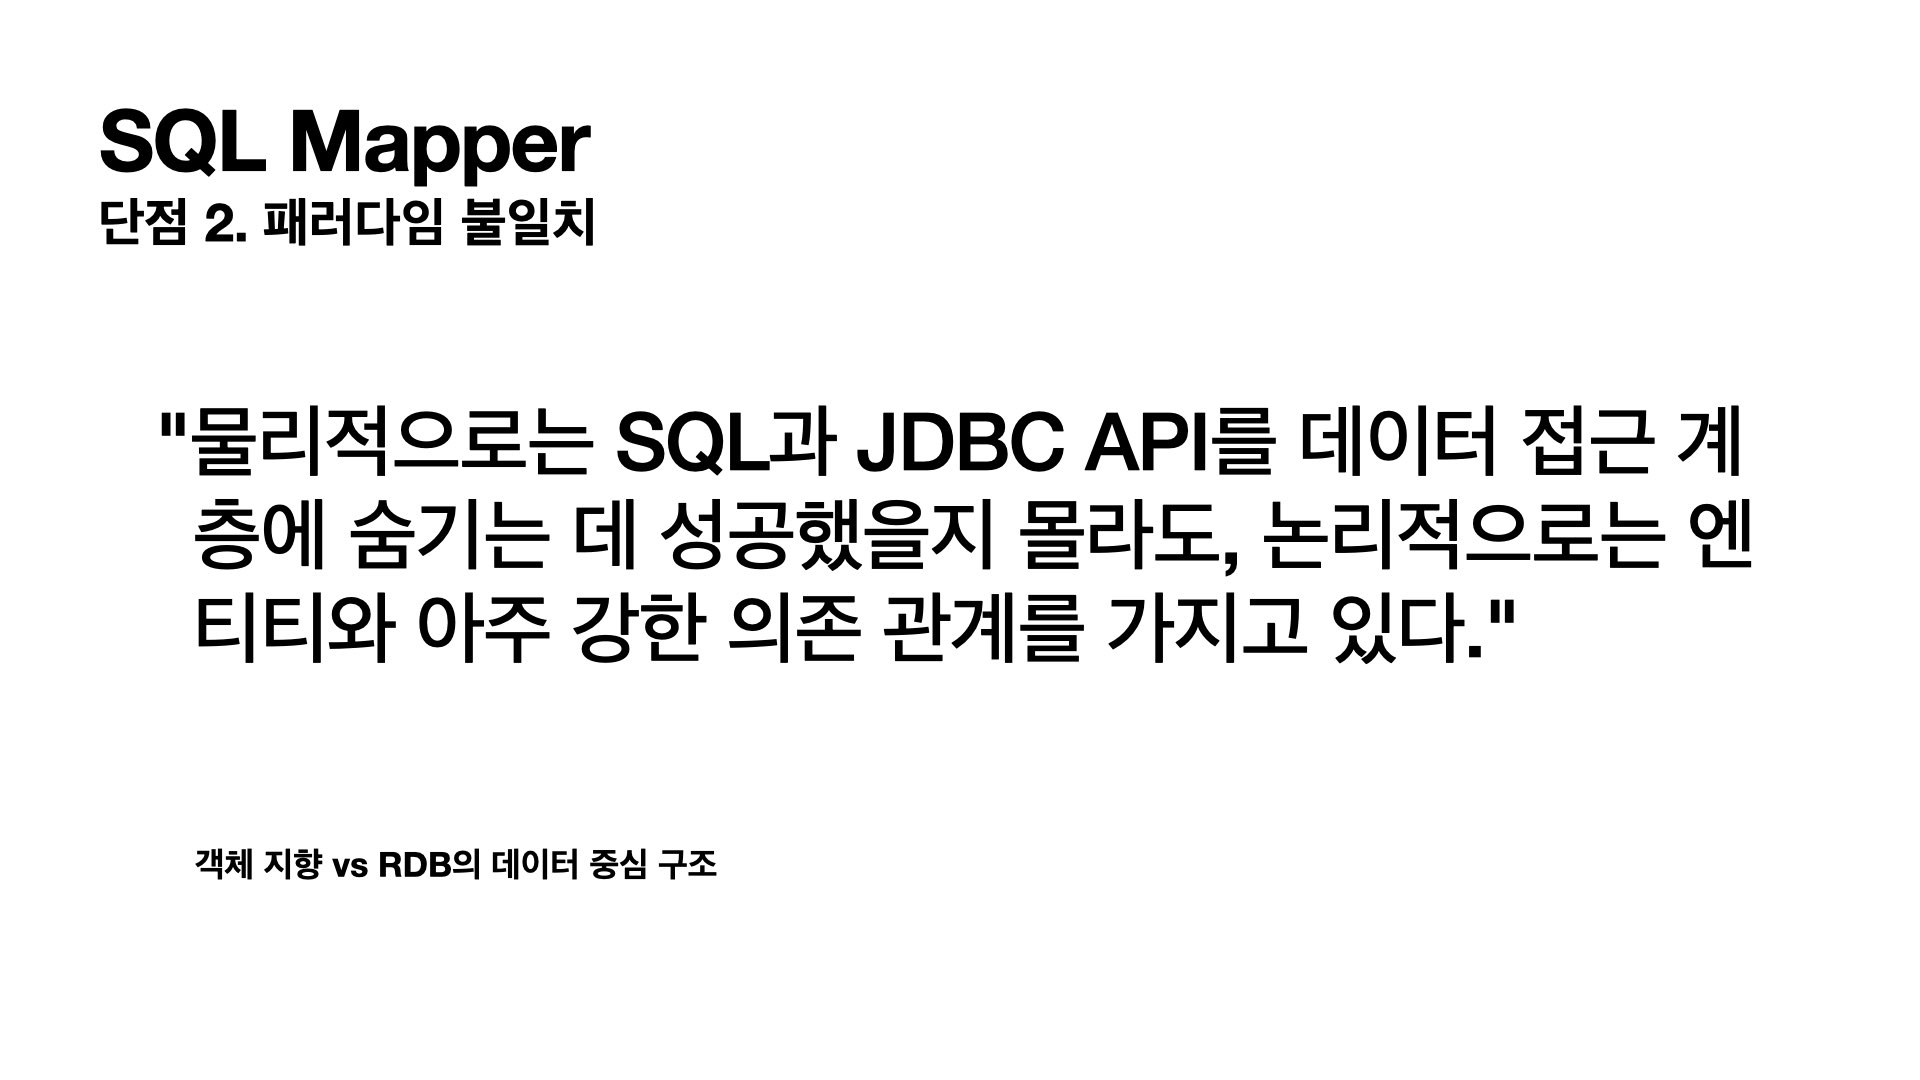 SQL Mapper
단점 2. 패러다임 불일치
"물리적으로는 SQL과 JDBC API를 데이터 접근 계
층에 숨기는 데 성공했을지 몰라도, 논리적으로는 엔
티티와 아주 강한 의존 관계를 가지고 있다."
객체 지향 vs RDB의 데이터 중심 구조